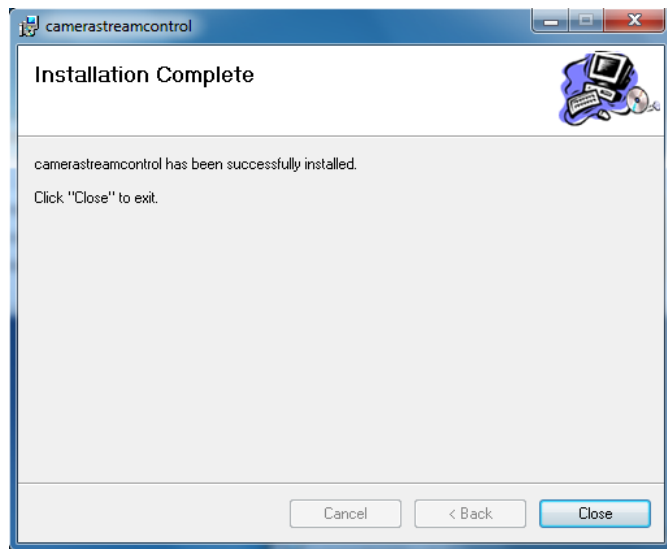 camerastreamcontrol
Installation Complete
camerastreamcontrol has been successfully installed.
Click "Close" to exit.
Cancel
< Back
Close